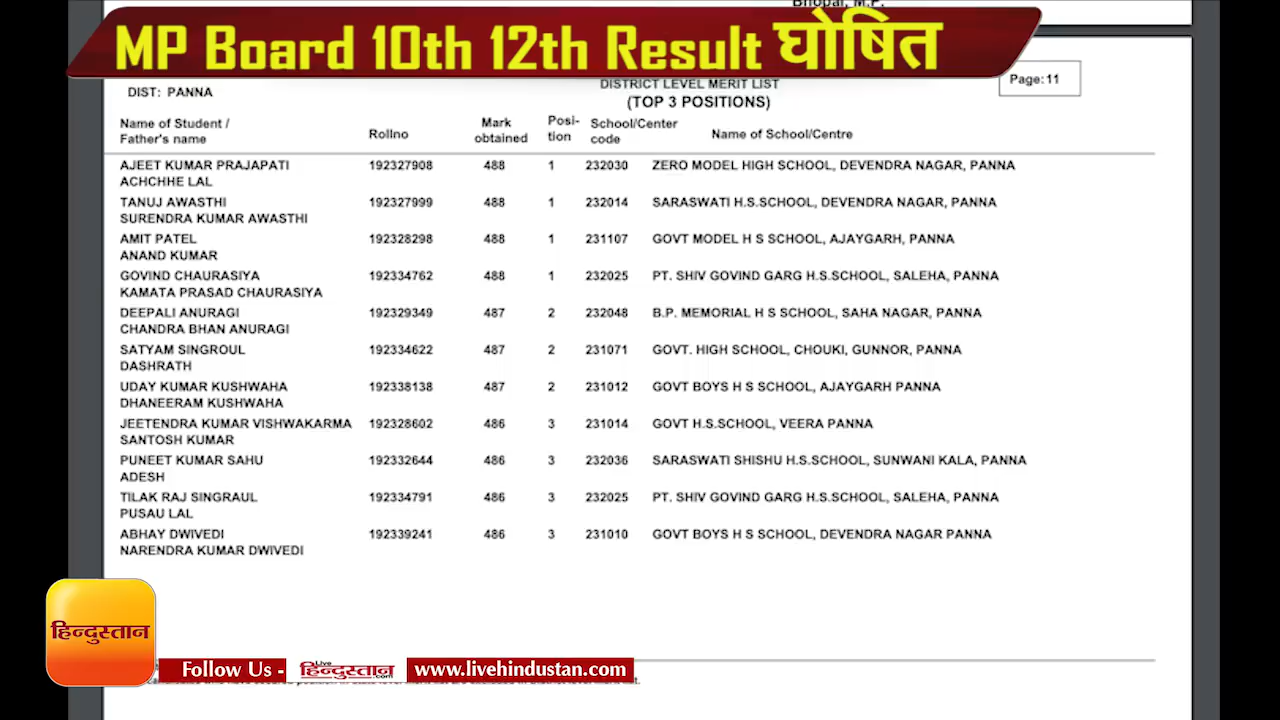 Bhopal, M.P.
MP Board 10th 12th Result घोषित
DISTRICT LEVEL MERIT LIST
Page:11
DIST: PANNA
(TOP 3 POSITIONS)
Name of Student / Father's name Rollno Mark obtained Posi-tion School/Center code Name of School/Centre
AJEET KUMAR PRAJAPATI 192327908 488 1 232030 ZERO MODEL HIGH SCHOOL, DEVENDRA NAGAR, PANNA
ACHCHHE LAL
TANUJ AWASTHI 192327999 488 1 232014 SARASWATI H.S.SCHOOL, DEVENDRA NAGAR, PANNA
SURENDRA KUMAR AWASTHI
AMIT PATEL 192328298 488 1 231107 GOVT MODEL H S SCHOOL, AJAYGARH, PANNA
ANAND KUMAR
GOVIND CHAURASIYA 192334762 488 1 232025 PT. SHIV GOVIND GARG H.S.SCHOOL, SALEHA, PANNA
KAMATA PRASAD CHAURASIYA
DEEPALI ANURAGI 192329349 487 2 232048 B.P. MEMORIAL H S SCHOOL, SAHA NAGAR, PANNA
CHANDRA BHAN ANURAGI
SATYAM SINGROUL 192334622 487 2 231071 GOVT. HIGH SCHOOL, CHOUKI, GUNNOR, PANNA
DASHRATH
UDAY KUMAR KUSHWAHA 192338138 487 2 231012 GOVT BOYS H S SCHOOL, AJAYGARH PANNA
DHANEERAM KUSHWAHA
JEETENDRA KUMAR VISHWAKARMA 192328602 486 3 231014 GOVT H.S.SCHOOL, VEERA PANNA
SANTOSH KUMAR
PUNEET KUMAR SAHU 192332644 486 3 232036 SARASWATI SHISHU H.S.SCHOOL, SUNWANI KALA, PANNA
ADESH
TILAK RAJ SINGRAUL 192334791 486 3 232025 PT. SHIV GOVIND GARG H.S.SCHOOL, SALEHA, PANNA
PUSAU LAL
ABHAY DWIVEDI 192339241 486 3 231010 GOVT BOYS H S SCHOOL, DEVENDRA NAGAR PANNA
NARENDRA KUMAR DWIVEDI
हिन्दुस्तान
Follow Us - Live हिन्दुस्तान .com www.livehindustan.com